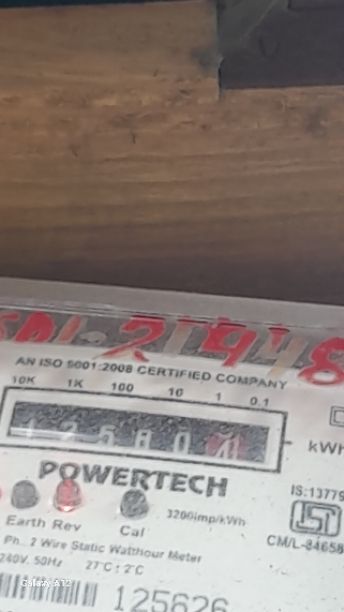 AN ISO 9001:2008 CERTIFIED COMPANY
10K 1K 100 10 1 0.1
kWh
POWERTECH
3200imp/kWh
IS:13779
Earth Rev Cal
CM/L-84658
Ph. 2 Wire Static Watthour Meter
240V. 50Hz 27°C:2°C
125626
Galaxy A12